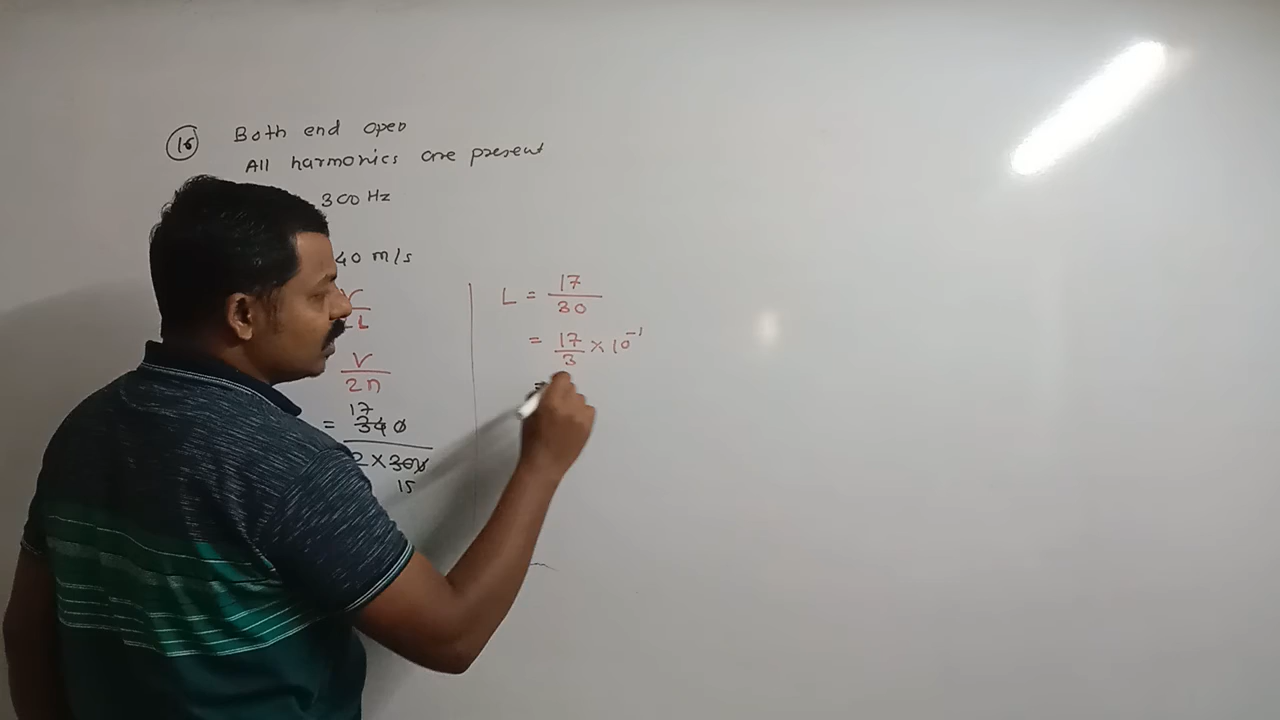 16 Both end open
All harmonics are present
300 Hz
40 m/s
V
L
V
2n
17
= 340
2 × 300
15
L = 17
30
= 17/3 × 10⁻¹
=